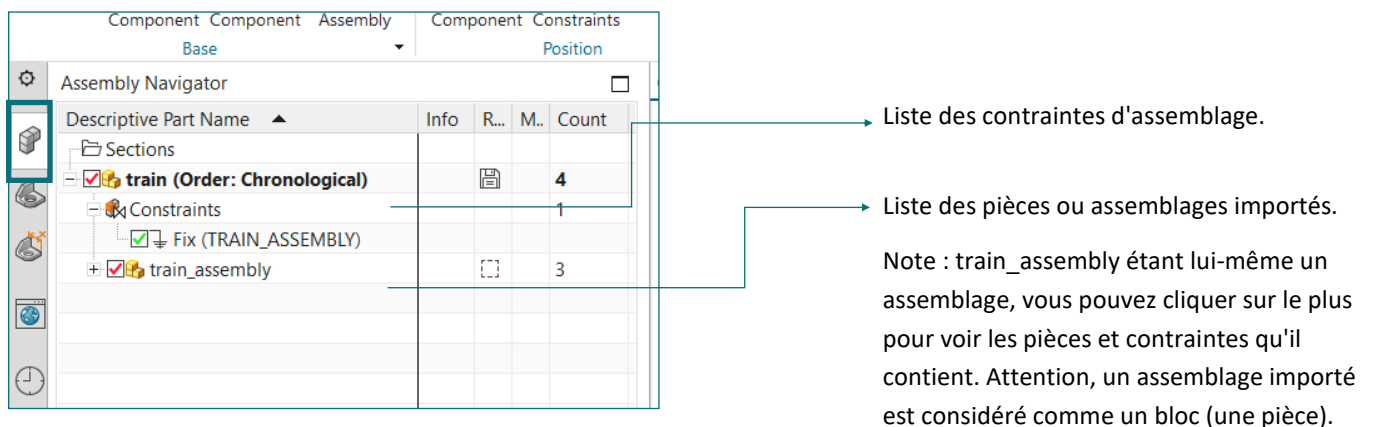 Component Component Assembly Component Constraints
Base Position
Assembly Navigator
Descriptive Part Name Info R... M.. Count
Sections
train (Order: Chronological) 4
Constraints 1
Fix (TRAIN_ASSEMBLY)
train_assembly 3
Liste des contraintes d'assemblage.
Liste des pièces ou assemblages importés.
Note : train_assembly étant lui-même un
assemblage, vous pouvez cliquer sur le plus
pour voir les pièces et contraintes qu'il
contient. Attention, un assemblage importé
est considéré comme un bloc (une pièce).